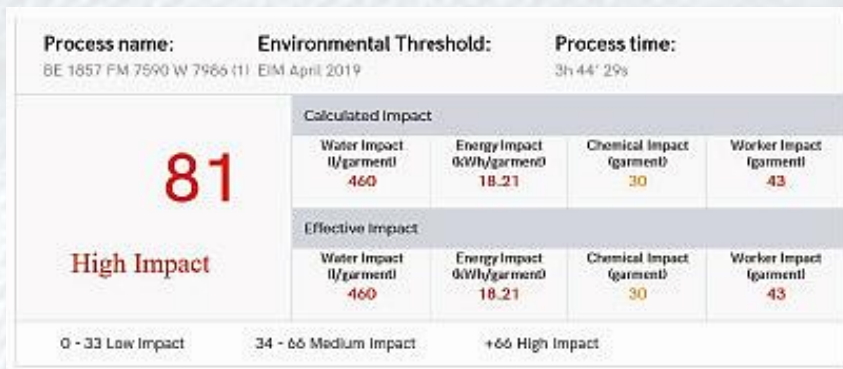 Process name: Environmental Threshold: Process time:
BE 1857 FM 7590 W 7986 (1) EIM April 2019 3h 44' 29s
81
High Impact
Calculated Impact
Water Impact Energy Impact Chemical Impact Worker Impact
(l/garment) (kWh/garment) (garment) (garment)
460 18.21 30 43
Effective Impact
Water Impact Energy Impact Chemical Impact Worker Impact
(l/garment) (kWh/garment) (garment) (garment)
460 18.21 30 43
0 - 33 Low Impact 34 - 66 Medium Impact +66 High Impact